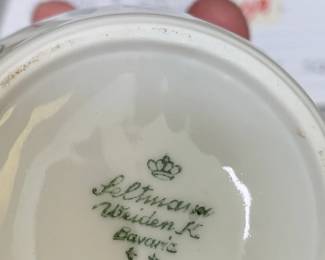 Seltmann
Weiden K.
Bavaria